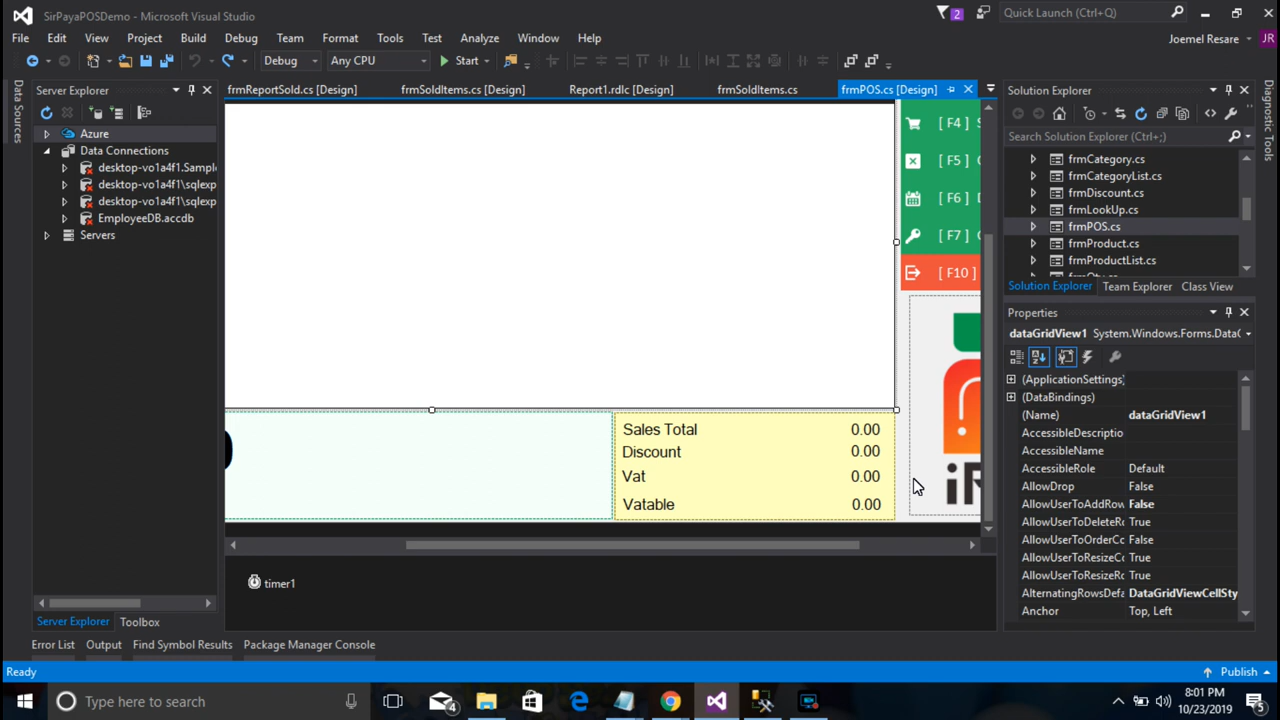 SirPayaPOSDemo - Microsoft Visual Studio
2
Quick Launch (Ctrl+Q)
File Edit View Project Build Debug Team Format Tools Test Analyze Window Help
Joemel Resare JR
Debug Any CPU Start
Data Sources
Server Explorer
Azure
Data Connections
desktop-vo1a4f1.Sampl
desktop-vo1a4f1\sqlexp
desktop-vo1a4f1\sqlexp
EmployeeDB.accdb
Servers
Server Explorer Toolbox
frmReportSold.cs [Design] frmSoldItems.cs [Design] Report1.rdlc [Design] frmSoldItems.cs frmPOS.cs [Design]
[ F4 ] S
[ F5 ] C
[ F6 ] D
[ F7 ] C
[ F10 ]
Sales Total 0.00
Discount 0.00
Vat 0.00
Vatable 0.00
timer1
Solution Explorer
Search Solution Explorer (Ctrl+;)
frmCategory.cs
frmCategoryList.cs
frmDiscount.cs
frmLookUp.cs
frmPOS.cs
frmProduct.cs
frmProductList.cs
Solution Explorer Team Explorer Class View
Properties
dataGridView1 System.Windows.Forms.DataG
(ApplicationSettings)
(DataBindings)
(Name) dataGridView1
AccessibleDescriptio
AccessibleName
AccessibleRole Default
AllowDrop False
AllowUserToAddRow False
AllowUserToDeleteR True
AllowUserToOrderCo False
AllowUserToResizeC True
AllowUserToResizeRo True
AlternatingRowsDefa DataGridViewCellSty
Anchor Top, Left
Diagnostic Tools
Error List Output Find Symbol Results Package Manager Console
Ready
Publish
Type here to search
4
8:01 PM
10/23/2019
5